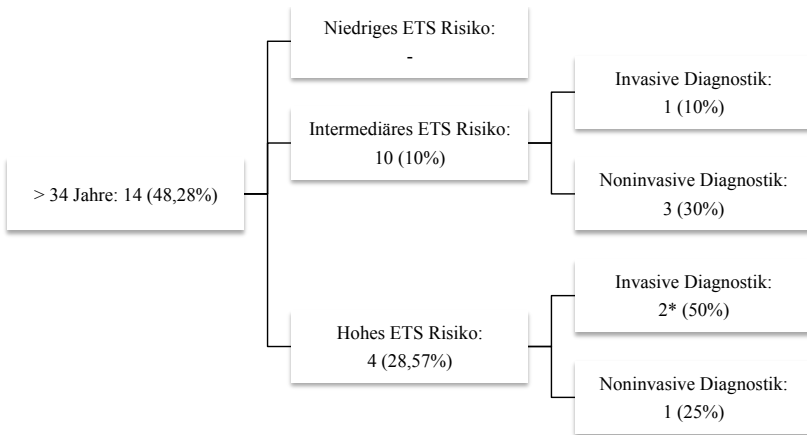 Niedriges ETS Risiko:
-
Invasive Diagnostik:
1 (10%)
Intermediäres ETS Risiko:
10 (10%)
Noninvasive Diagnostik:
3 (30%)
> 34 Jahre: 14 (48,28%)
Invasive Diagnostik:
2* (50%)
Hohes ETS Risiko:
4 (28,57%)
Noninvasive Diagnostik:
1 (25%)